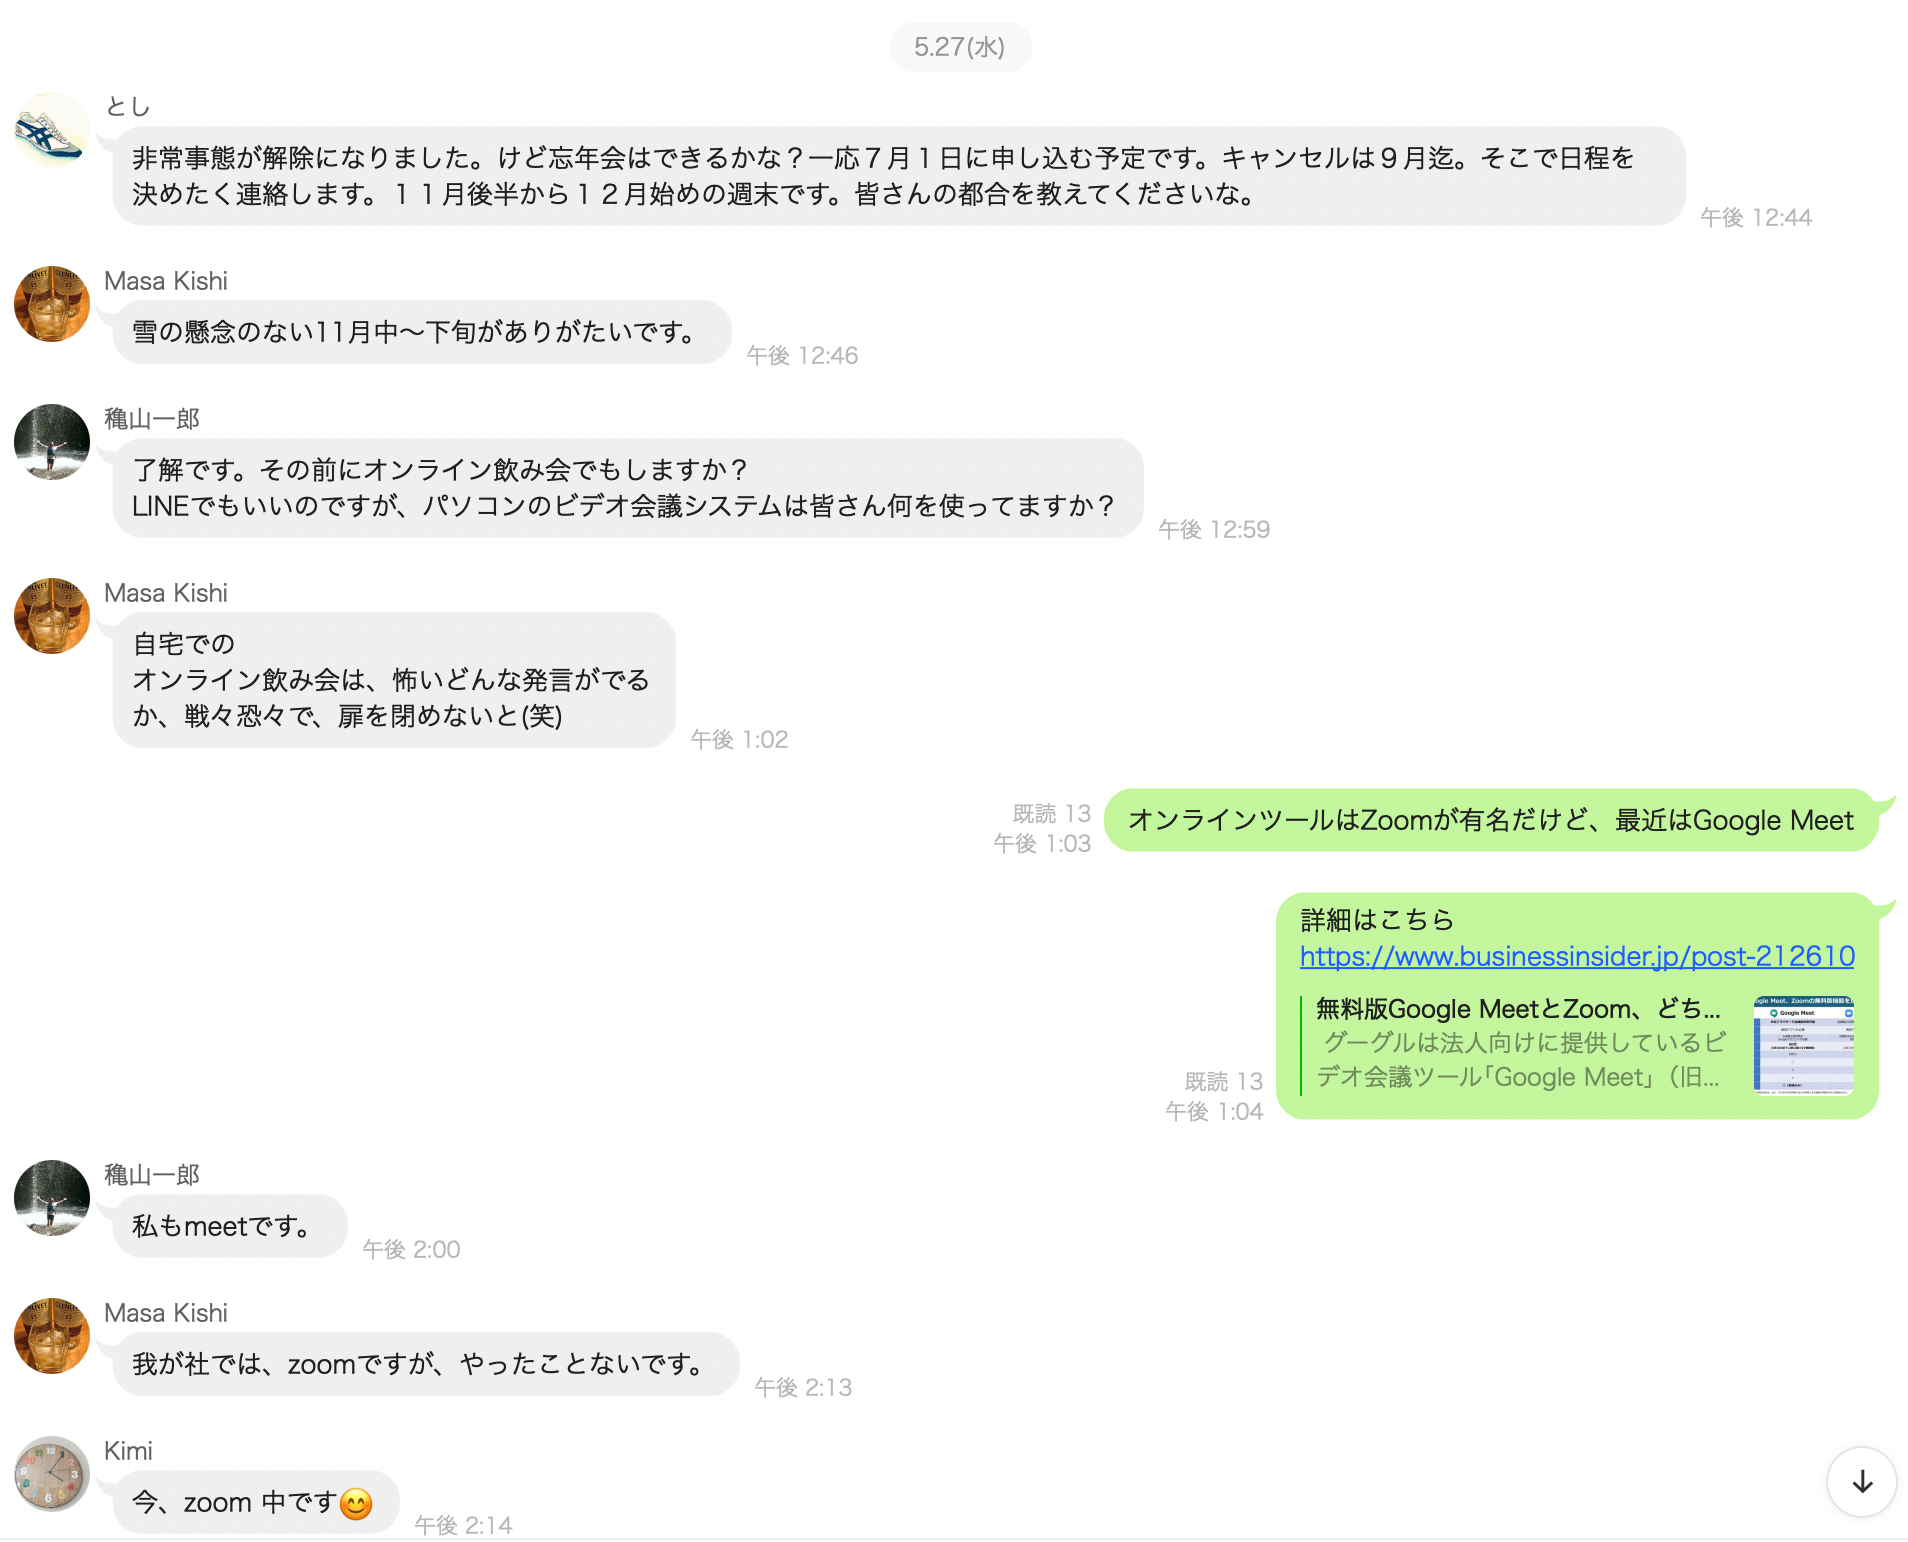 5.27(水)
とし
非常事態が解除になりました。けど忘年会はできるかな？一応７月１日に申し込む予定です。キャンセルは９月迄。そこで日程を
決めたく連絡します。１１月後半から１２月始めの週末です。皆さんの都合を教えてくださいな。
午後 12:44
Masa Kishi
雪の懸念のない11月中〜下旬がありがたいです。
午後 12:46
穐山一郎
了解です。その前にオンライン飲み会でもしますか？
LINEでもいいのですが、パソコンのビデオ会議システムは皆さん何を使ってますか？
午後 12:59
Masa Kishi
自宅での
オンライン飲み会は、怖いどんな発言がでる
か、戦々恐々で、扉を閉めないと(笑)
午後 1:02
オンラインツールはZoomが有名だけど、最近はGoogle Meet
既読 13
午後 1:03
詳細はこちら
https://www.businessinsider.jp/post-212610
無料版Google MeetとZoom、どち...
グーグルは法人向けに提供しているビ
デオ会議ツール「Google Meet」（旧...
Google Meet
既読 13
午後 1:04
穐山一郎
私もmeetです。
午後 2:00
Masa Kishi
我が社では、zoomですが、やったことないです。
午後 2:13
Kimi
今、zoom 中です😊
午後 2:14